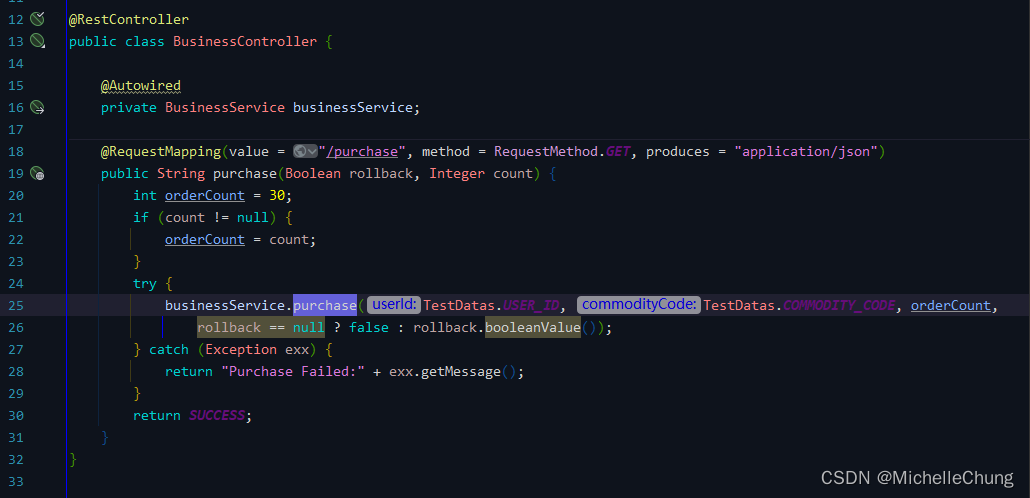 12 @RestController
13 public class BusinessController {
14
15 @Autowired
16 private BusinessService businessService;
17
18 @RequestMapping(value = "/purchase", method = RequestMethod.GET, produces = "application/json")
19 public String purchase(Boolean rollback, Integer count) {
20 int orderCount = 30;
21 if (count != null) {
22 orderCount = count;
23 }
24 try {
25 businessService.purchase( userId: TestDatas.USER_ID, commodityCode: TestDatas.COMMODITY_CODE, orderCount,
26 rollback == null ? false : rollback.booleanValue());
27 } catch (Exception exx) {
28 return "Purchase Failed:" + exx.getMessage();
29 }
30 return SUCCESS;
31 }
32 }
33
CSDN @MichelleChung